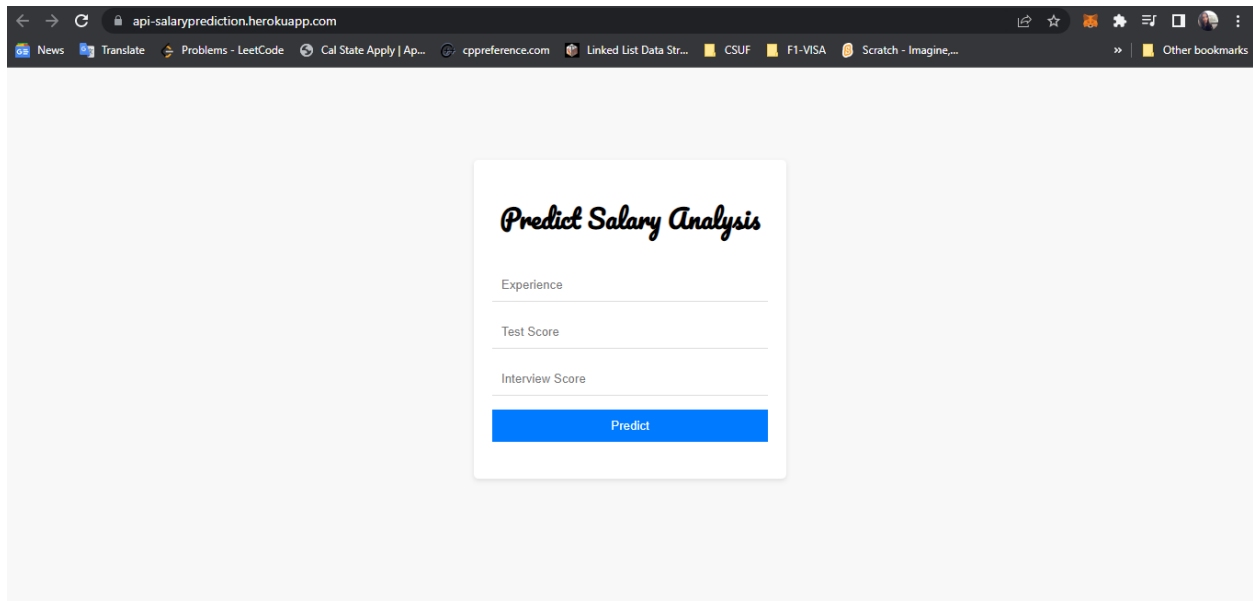 api-salaryprediction.herokuapp.com
GE News Translate Problems - LeetCode Cal State Apply | Ap... cppreference.com Linked List Data Str... CSUF F1-VISA Scratch - Imagine,... » Other bookmarks
Predict Salary Analysis
Experience
Test Score
Interview Score
Predict